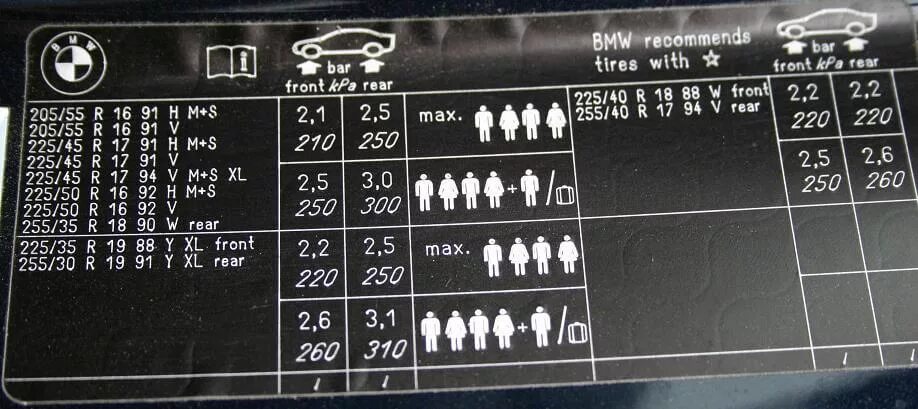 BMW
i
bar
front kPa rear
BMW recommends
tires with ☆
bar
front kPa rear
205/55 R 16 91 H M+S
205/55 R 16 91 V
225/45 R 17 91 H M+S
225/45 R 17 91 V
225/45 R 17 94 V M+S XL
225/50 R 16 92 H M+S
225/50 R 16 92 V
255/35 R 18 90 W rear
2,1 2,5
210 250
max.
2,5 3,0
250 300
+ /
225/40 R 18 88 W front
255/40 R 17 94 V rear
2,2 2,2
220 220
2,5 2,6
250 260
225/35 R 19 88 Y XL front
255/30 R 19 91 Y XL rear
2,2 2,5
220 250
max.
2,6 3,1
260 310
+ /
/ /
/ /